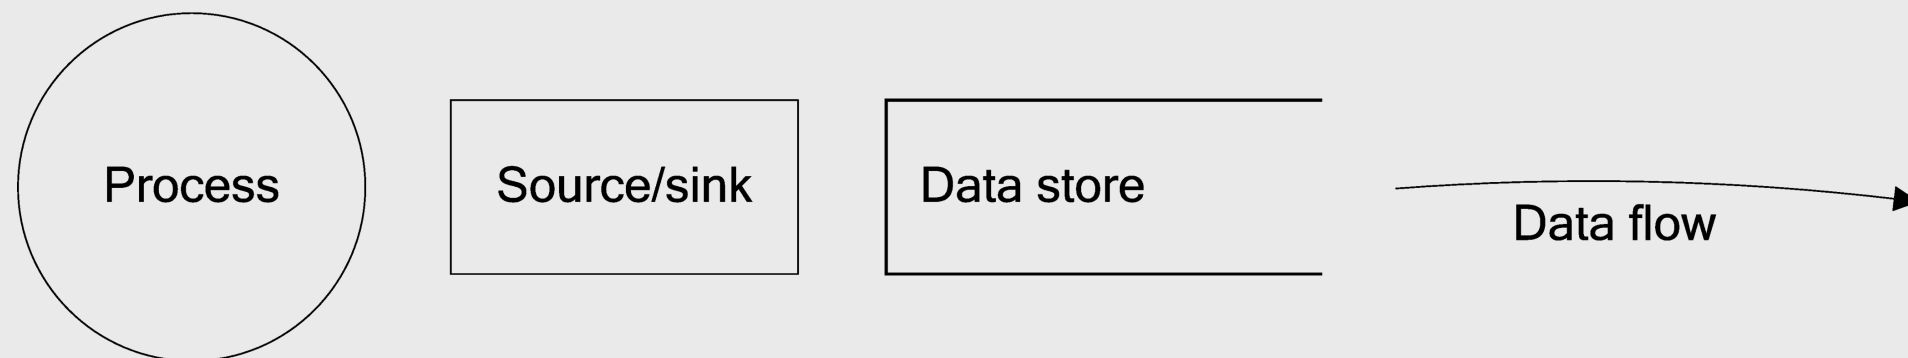 Process
Source/sink
Data store
Data flow